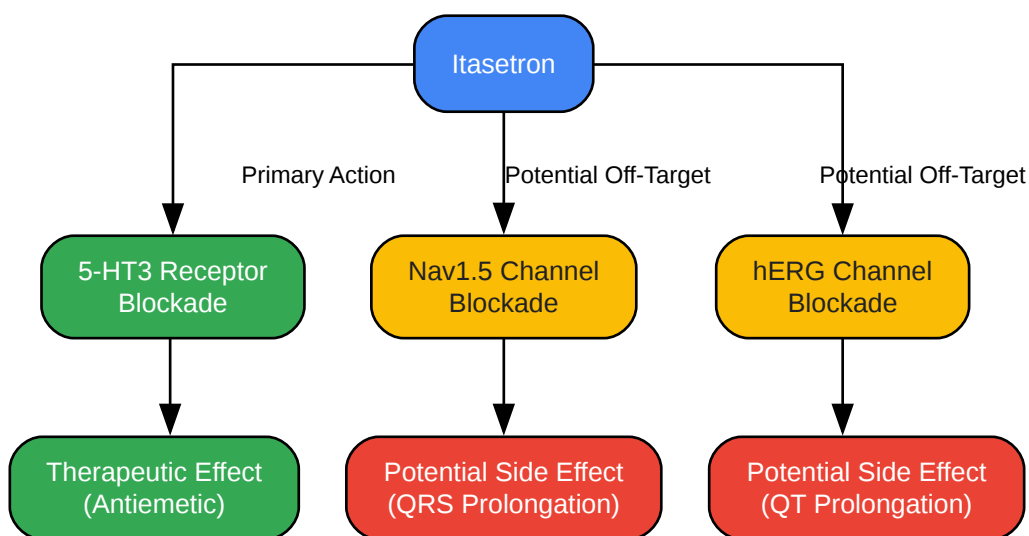 Itasetron
Primary Action
Potential Off-Target
Potential Off-Target
5-HT3 Receptor
Blockade
Nav1.5 Channel
Blockade
hERG Channel
Blockade
Therapeutic Effect
(Antiemetic)
Potential Side Effect
(QRS Prolongation)
Potential Side Effect
(QT Prolongation)